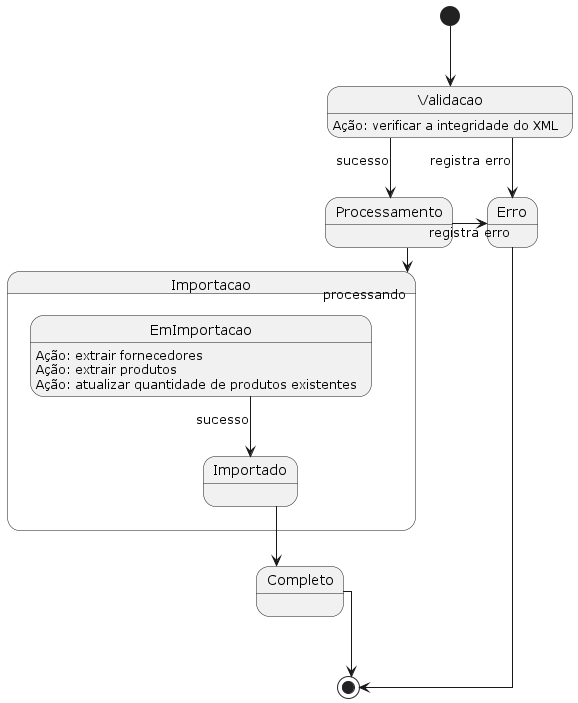 Validacao
Ação: verificar a integridade do XML
sucesso
registra erro
Processamento
Erro
registra erro
Importacao
processando
EmImportacao
Ação: extrair fornecedores
Ação: extrair produtos
Ação: atualizar quantidade de produtos existentes
sucesso
Importado
Completo